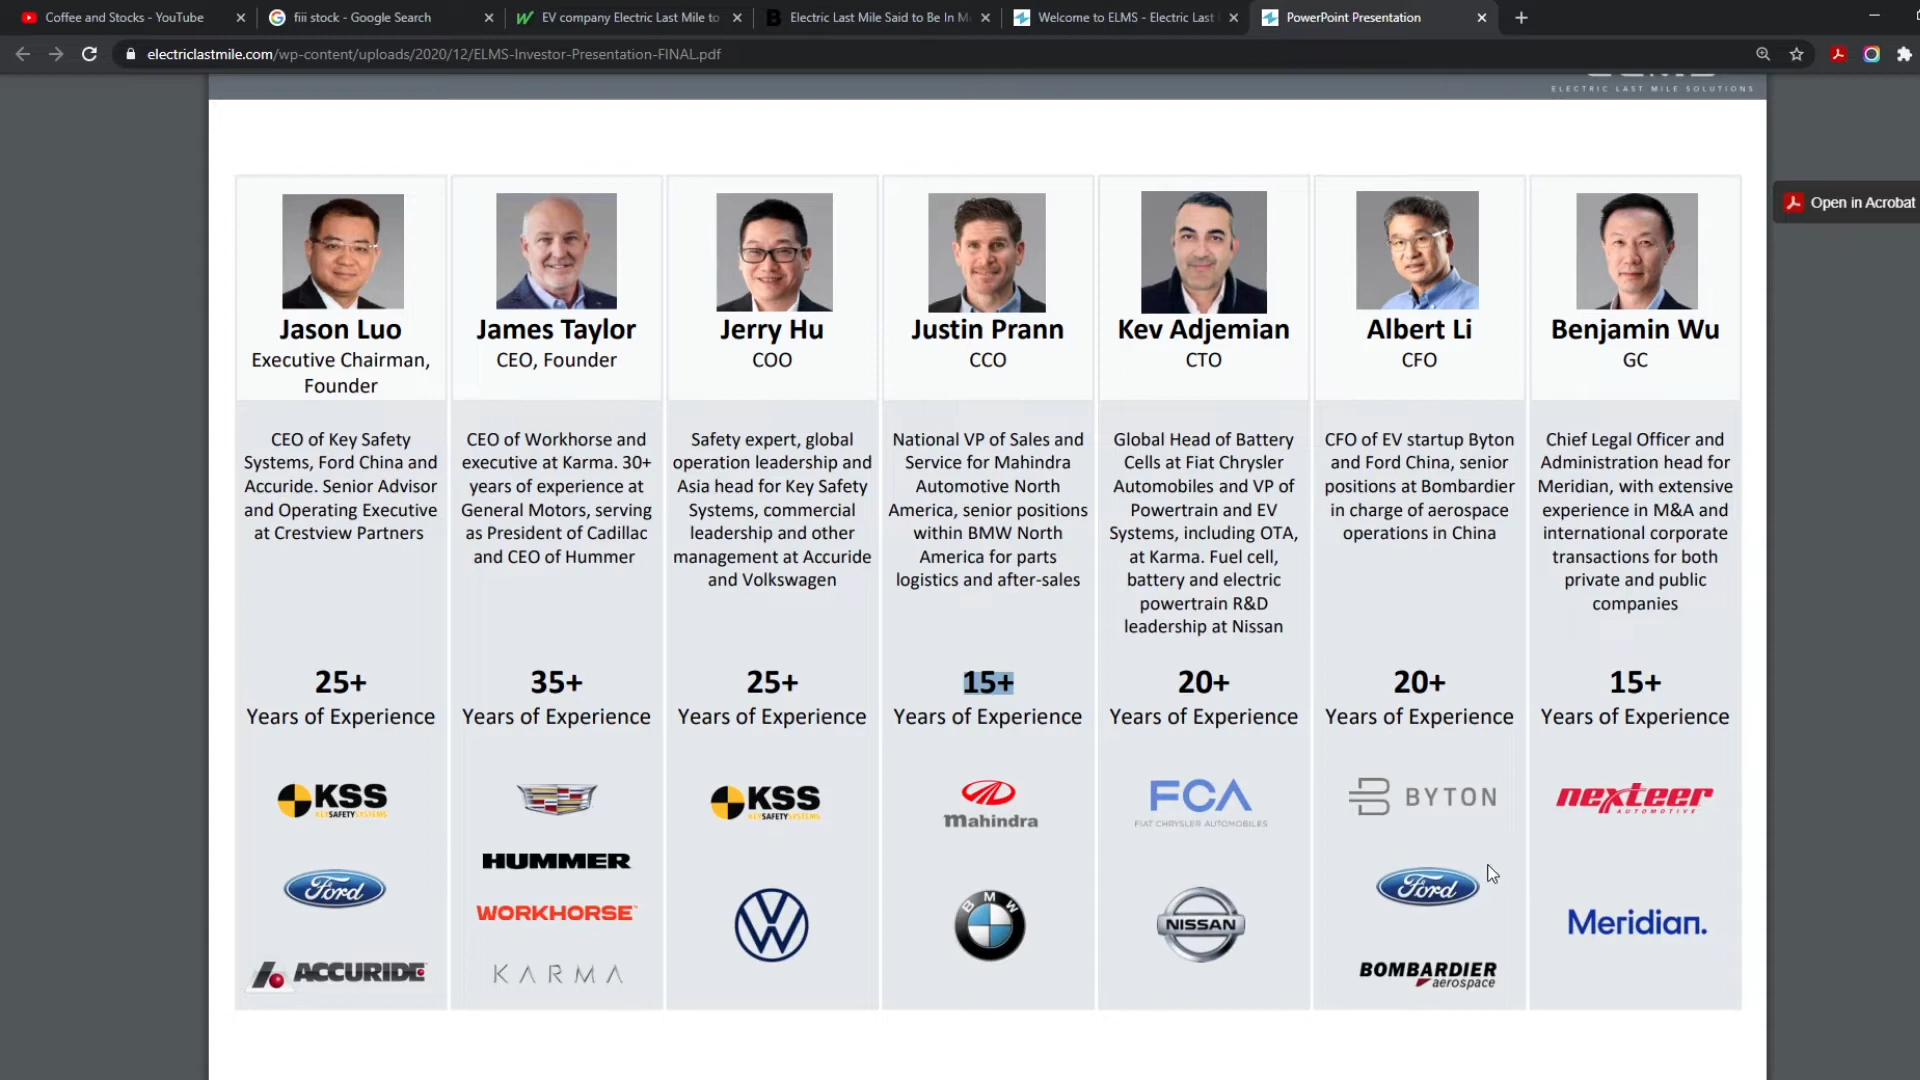 Coffee and Stocks - YouTube
fiii stock - Google Search
EV company Electric Last Mile to
Electric Last Mile Said to Be In M
Welcome to ELMS - Electric Last
PowerPoint Presentation
electriclastmile.com/wp-content/uploads/2020/12/ELMS-Investor-Presentation-FINAL.pdf
ELECTRIC LAST MILE SOLUTIONS
Open in Acrobat
Jason Luo
Executive Chairman,
Founder
CEO of Key Safety
Systems, Ford China and
Accuride. Senior Advisor
and Operating Executive
at Crestview Partners
25+
Years of Experience
KSS
KEYSAFETYSYSTEMS
Ford
ACCURIDE
James Taylor
CEO, Founder
CEO of Workhorse and
executive at Karma. 30+
years of experience at
General Motors, serving
as President of Cadillac
and CEO of Hummer
35+
Years of Experience
HUMMER
WORKHORSE™
KARMA
Jerry Hu
COO
Safety expert, global
operation leadership and
Asia head for Key Safety
Systems, commercial
leadership and other
management at Accuride
and Volkswagen
25+
Years of Experience
KSS
KEYSAFETYSYSTEMS
Justin Prann
CCO
National VP of Sales and
Service for Mahindra
Automotive North
America, senior positions
within BMW North
America for parts
logistics and after-sales
15+
Years of Experience
mahindra
BMW
Kev Adjemian
CTO
Global Head of Battery
Cells at Fiat Chrysler
Automobiles and VP of
Powertrain and EV
Systems, including OTA,
at Karma. Fuel cell,
battery and electric
powertrain R&D
leadership at Nissan
20+
Years of Experience
FCA
FIAT CHRYSLER AUTOMOBILES
NISSAN
Albert Li
CFO
CFO of EV startup Byton
and Ford China, senior
positions at Bombardier
in charge of aerospace
operations in China
20+
Years of Experience
BYTON
Ford
BOMBARDIER
aerospace
Benjamin Wu
GC
Chief Legal Officer and
Administration head for
Meridian, with extensive
experience in M&A and
international corporate
transactions for both
private and public
companies
15+
Years of Experience
nexteer
AUTOMOTIVE
Meridian.